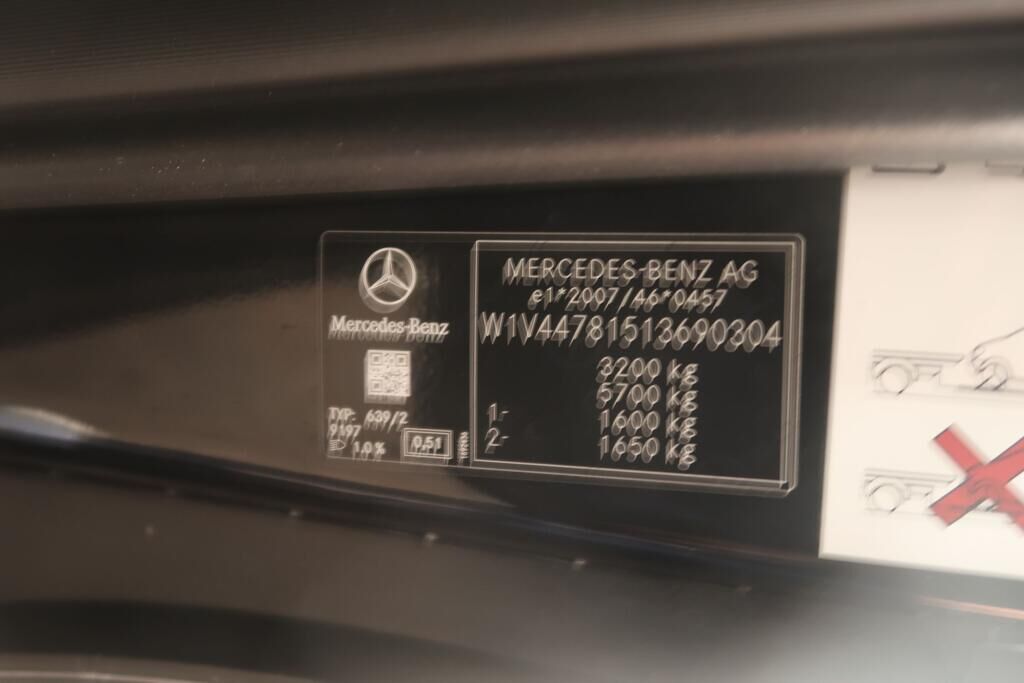 Mercedes-Benz
TYP: 639/2
9197
1.0 %
0,51
MERCEDES-BENZ AG
e1*2007/46*0457
W1V44781513690304
3200 kg
5700 kg
1.- 1600 kg
2.- 1650 kg